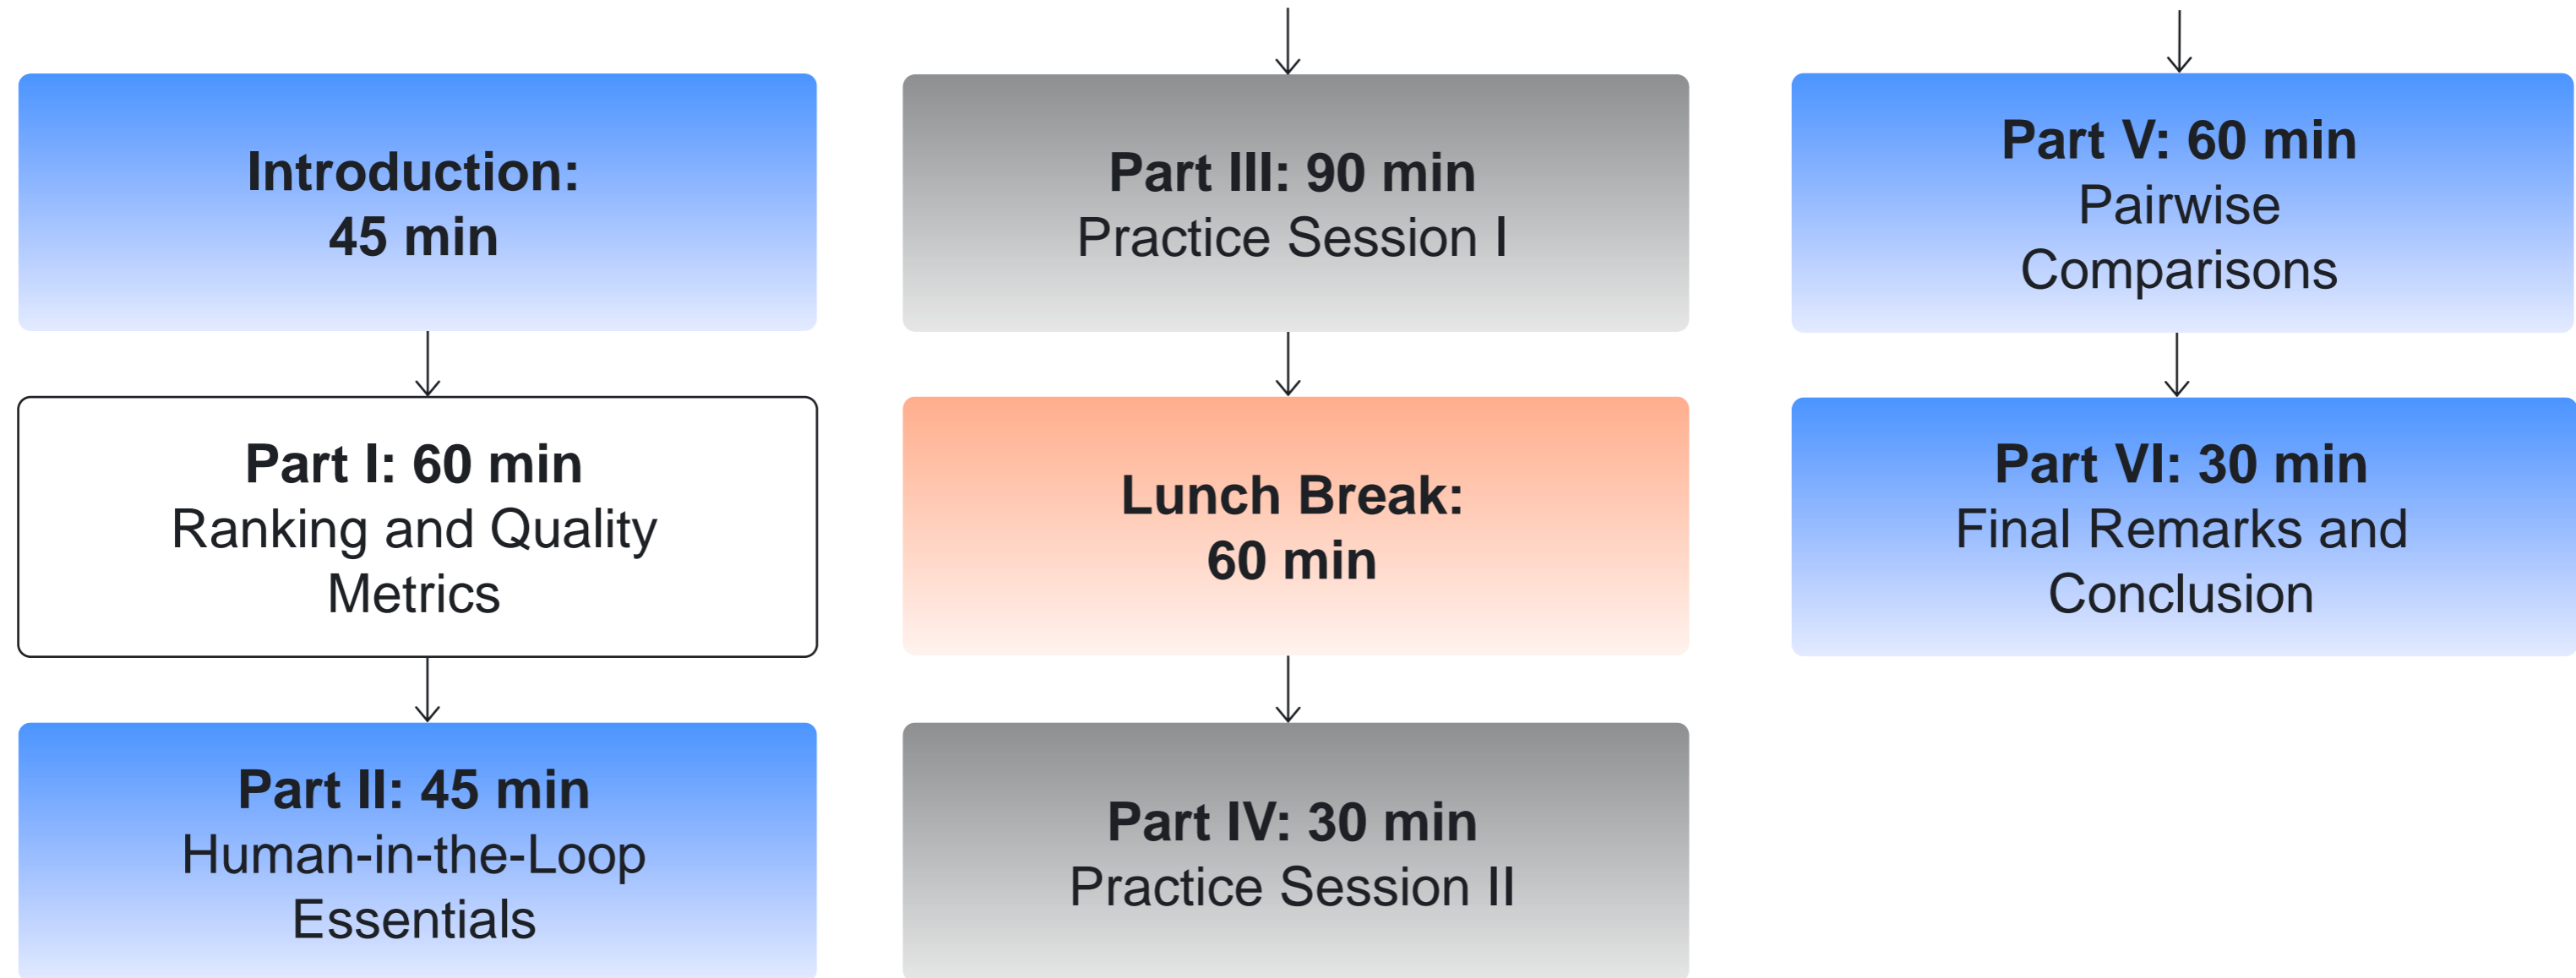 Introduction:
45 min
Part I: 60 min
Ranking and Quality
Metrics
Part II: 45 min
Human-in-the-Loop
Essentials
Part III: 90 min
Practice Session I
Lunch Break:
60 min
Part IV: 30 min
Practice Session II
Part V: 60 min
Pairwise
Comparisons
Part VI: 30 min
Final Remarks and
Conclusion